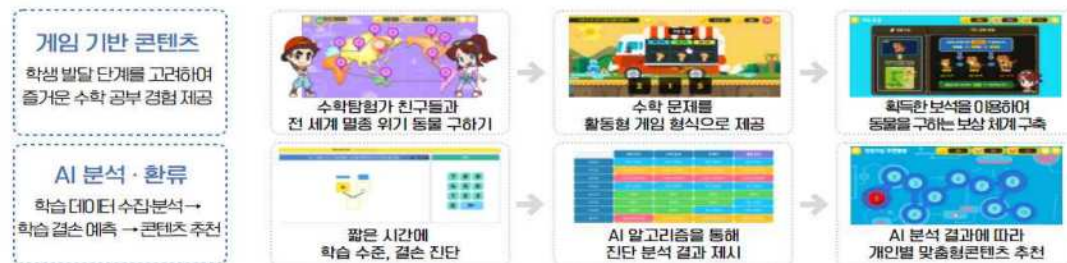 게임 기반 콘텐츠
학생 발달 단계를 고려하여
즐거운 수학 공부 경험 제공
수학탐험가 친구들과
전 세계 멸종 위기 동물 구하기
수학 문제를
활동형 게임 형식으로 제공
획득한 보석을 이용하여
동물을 구하는 보상 체계 구축
AI 분석 · 환류
학습 데이터 수집·분석→
학습 결손 예측 → 콘텐츠 추천
짧은 시간에
학습 수준, 결손 진단
AI 알고리즘을 통해
진단 분석 결과 제시
AI 분석 결과에 따라
개인별 맞춤형콘텐츠 추천
2 1 5